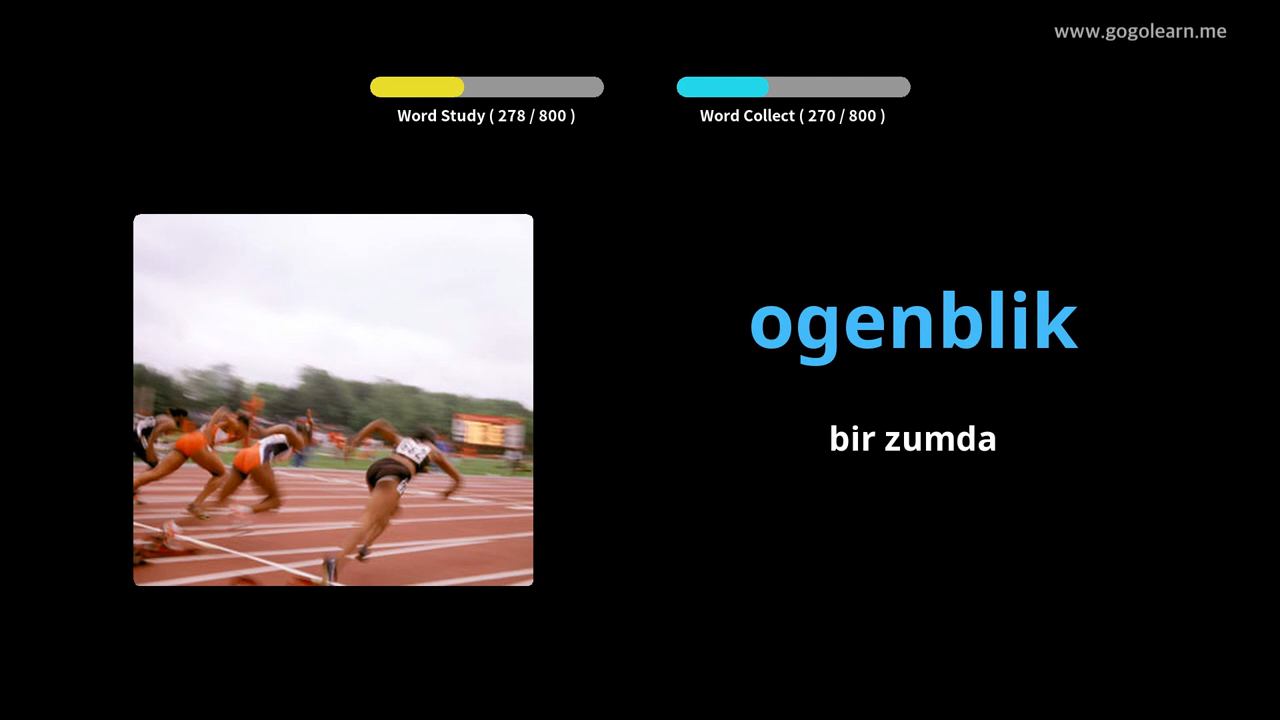 www.gogolearn.me
Word Study ( 278 / 800 )
Word Collect ( 270 / 800 )
ogenblik
bir zumda